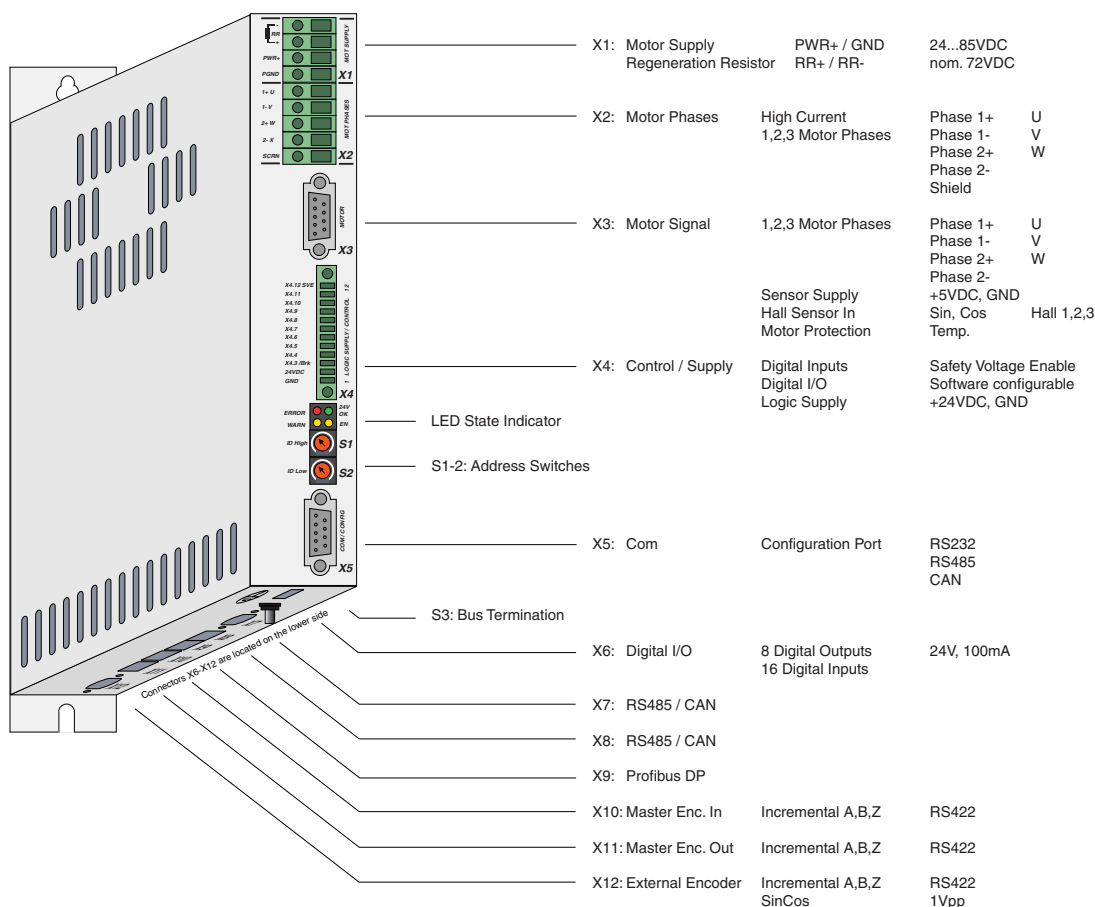 -
RR
+
PWR+
PGND
MOT SUPPLY
X1
1+ U
1- V
2+ W
2- X
SCRN
MOT PHASES
X2
MOTOR
X3
X4.12 SVE
X4.11
X4.10
X4.9
X4.8
X4.7
X4.6
X4.5
X4.4
X4.3 /Brk
24VDC
GND
1 LOGIC SUPPLY / CONTROL 12
X4
ERROR
24V
OK
WARN
EN
ID High
S1
ID Low
S2
COM / CONFIG
X5
Connectors X6-X12 are located on the lower side
X1: Motor Supply PWR+ / GND 24...85VDC
Regeneration Resistor RR+ / RR- nom. 72VDC
X2: Motor Phases High Current Phase 1+ U
1,2,3 Motor Phases Phase 1- V
Phase 2+ W
Phase 2-
Shield
X3: Motor Signal 1,2,3 Motor Phases Phase 1+ U
Phase 1- V
Phase 2+ W
Phase 2-
Sensor Supply +5VDC, GND
Hall Sensor In Sin, Cos Hall 1,2,3
Motor Protection Temp.
X4: Control / Supply Digital Inputs Safety Voltage Enable
Digital I/O Software configurable
Logic Supply +24VDC, GND
LED State Indicator
S1-2: Address Switches
X5: Com Configuration Port RS232
RS485
CAN
S3: Bus Termination
X6: Digital I/O 8 Digital Outputs 24V, 100mA
16 Digital Inputs
X7: RS485 / CAN
X8: RS485 / CAN
X9: Profibus DP
X10: Master Enc. In Incremental A,B,Z RS422
X11: Master Enc. Out Incremental A,B,Z RS422
X12: External Encoder Incremental A,B,Z RS422
SinCos 1Vpp